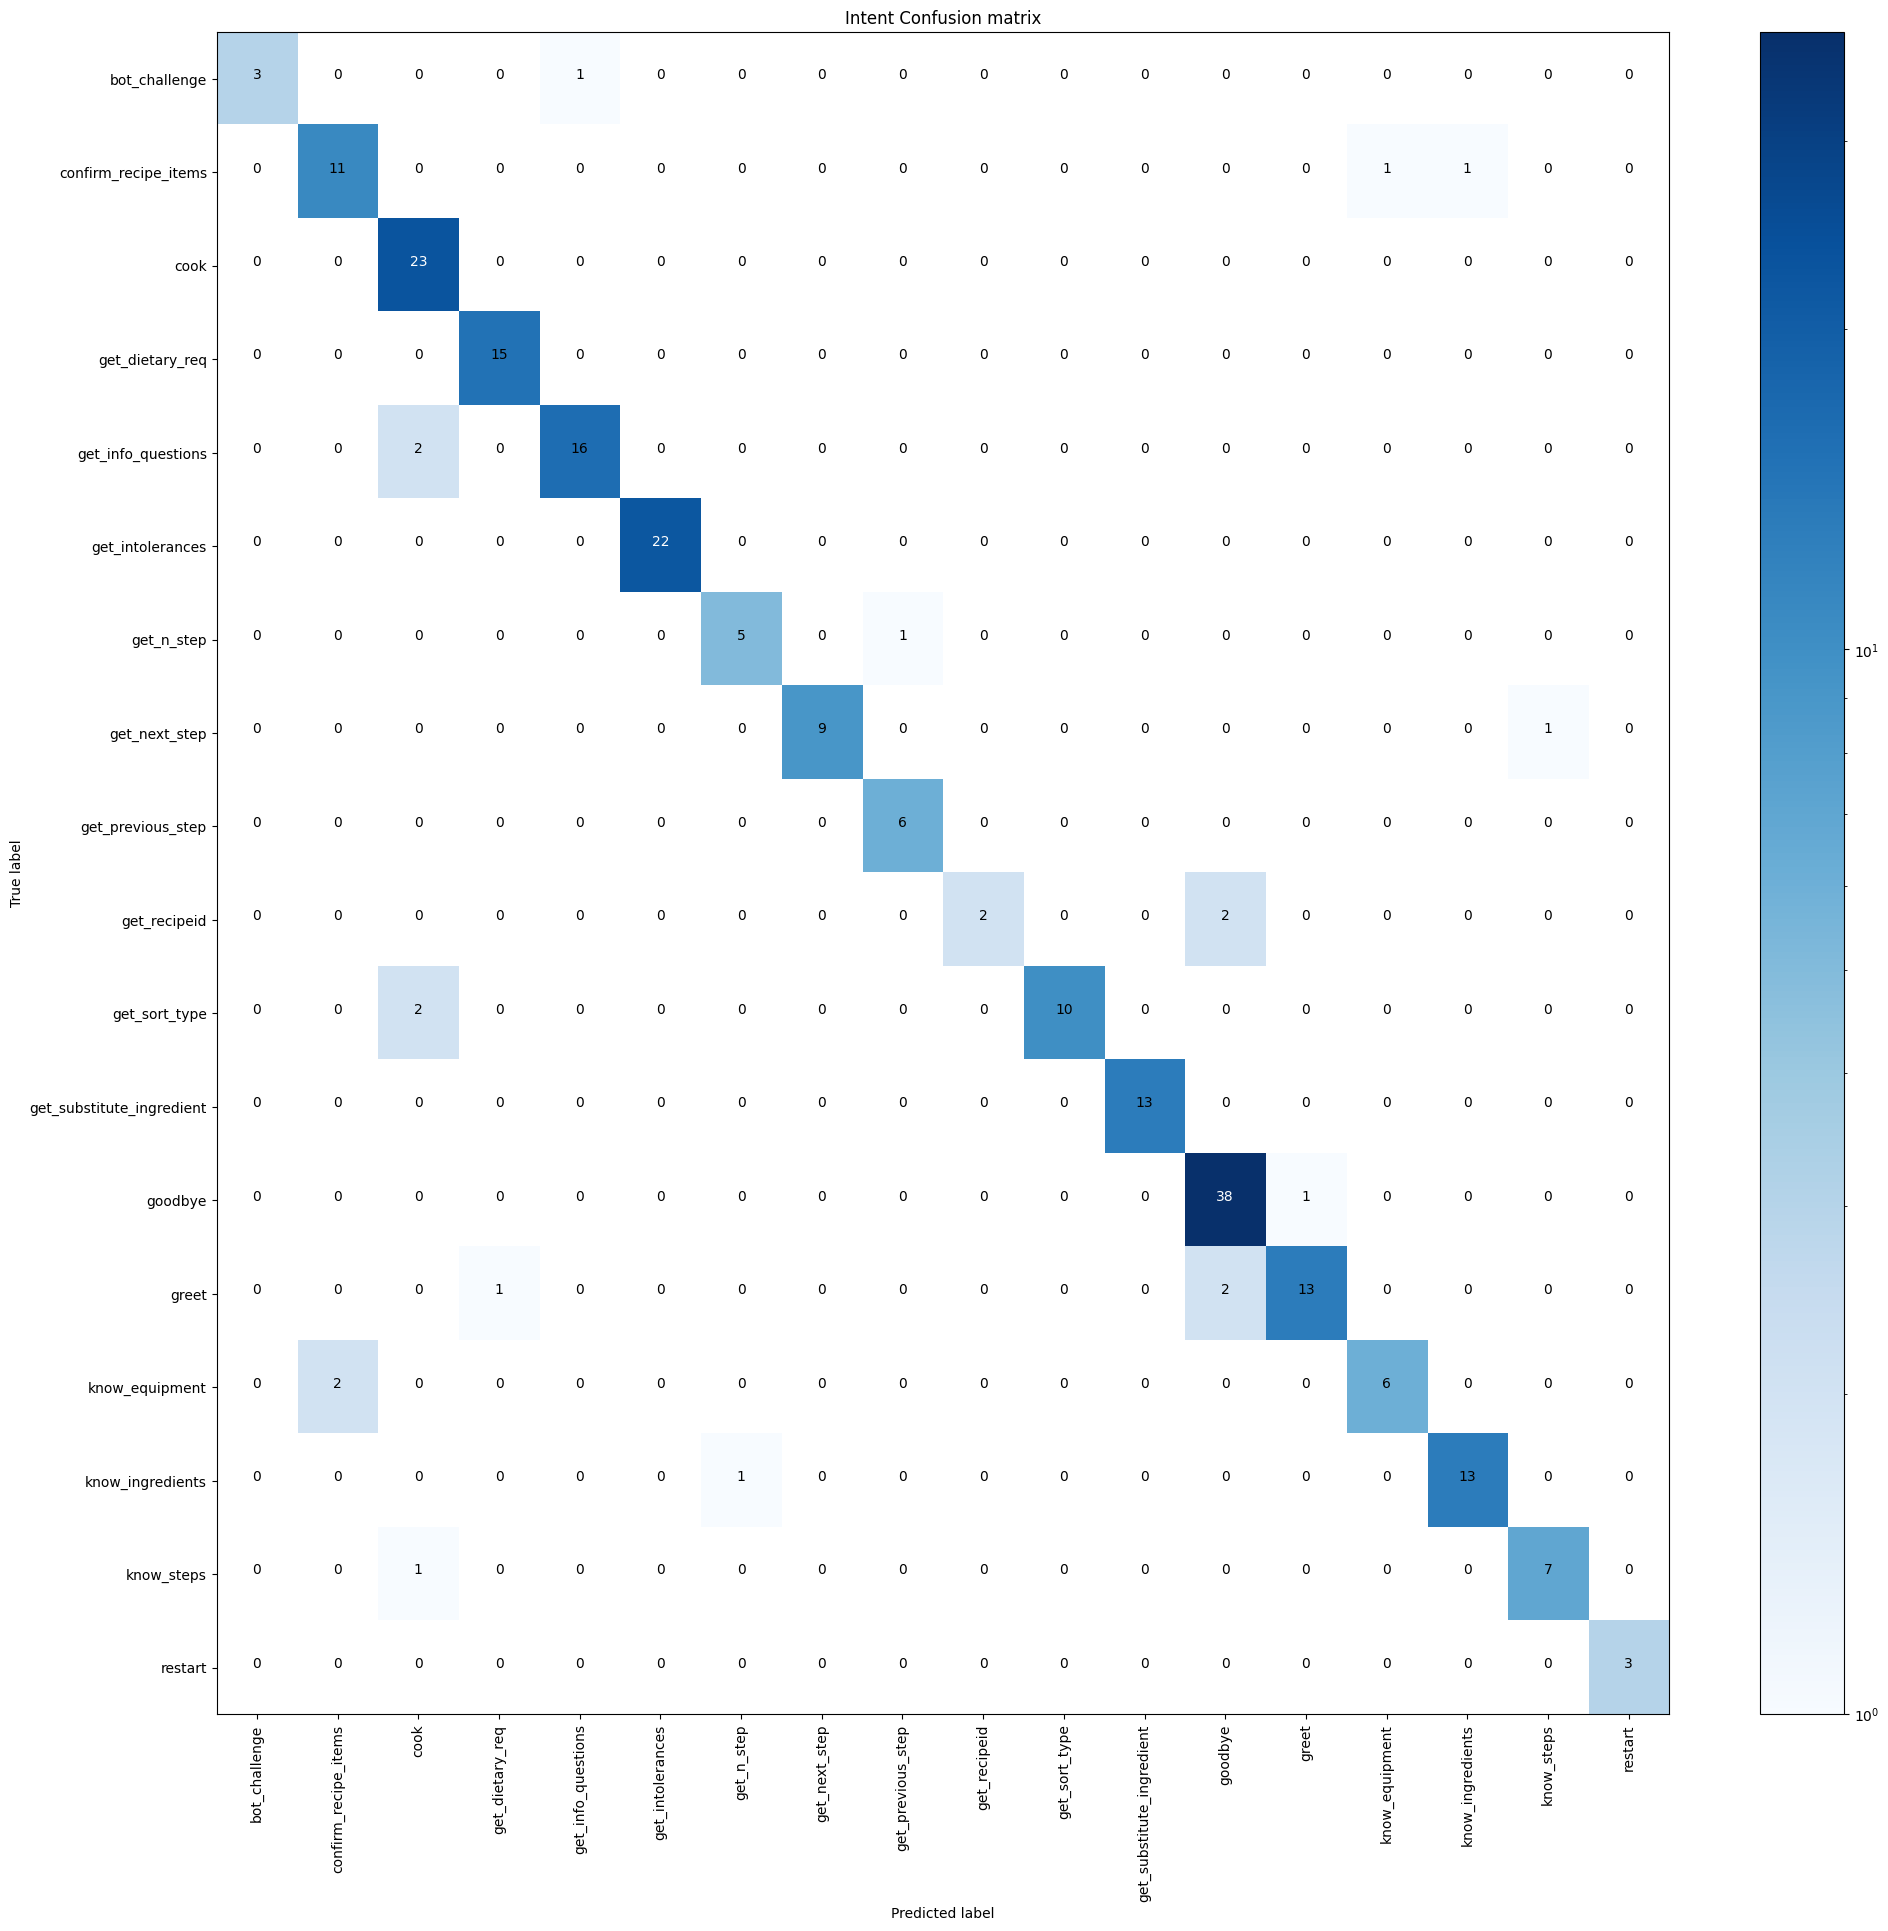 Intent Confusion matrix
bot_challenge 3 0 0 0 1 0 0 0 0 0 0 0 0 0 0 0 0 0
confirm_recipe_items 0 11 0 0 0 0 0 0 0 0 0 0 0 0 1 1 0 0
cook 0 0 23 0 0 0 0 0 0 0 0 0 0 0 0 0 0 0
get_dietary_req 0 0 0 15 0 0 0 0 0 0 0 0 0 0 0 0 0 0
get_info_questions 0 0 2 0 16 0 0 0 0 0 0 0 0 0 0 0 0 0
get_intolerances 0 0 0 0 0 22 0 0 0 0 0 0 0 0 0 0 0 0
get_n_step 0 0 0 0 0 0 5 0 1 0 0 0 0 0 0 0 0 0
get_next_step 0 0 0 0 0 0 0 9 0 0 0 0 0 0 0 0 1 0
get_previous_step 0 0 0 0 0 0 0 0 6 0 0 0 0 0 0 0 0 0
get_recipeid 0 0 0 0 0 0 0 0 0 2 0 0 2 0 0 0 0 0
get_sort_type 0 0 2 0 0 0 0 0 0 0 10 0 0 0 0 0 0 0
get_substitute_ingredient 0 0 0 0 0 0 0 0 0 0 0 13 0 0 0 0 0 0
goodbye 0 0 0 0 0 0 0 0 0 0 0 0 38 1 0 0 0 0
greet 0 0 0 1 0 0 0 0 0 0 0 0 2 13 0 0 0 0
know_equipment 0 2 0 0 0 0 0 0 0 0 0 0 0 0 6 0 0 0
know_ingredients 0 0 0 0 0 0 1 0 0 0 0 0 0 0 0 13 0 0
know_steps 0 0 1 0 0 0 0 0 0 0 0 0 0 0 0 0 7 0
restart 0 0 0 0 0 0 0 0 0 0 0 0 0 0 0 0 0 3
True label
bot_challenge
confirm_recipe_items
cook
get_dietary_req
get_info_questions
get_intolerances
get_n_step
get_next_step
get_previous_step
get_recipeid
get_sort_type
get_substitute_ingredient
goodbye
greet
know_equipment
know_ingredients
know_steps
restart
Predicted label
10¹
10⁰